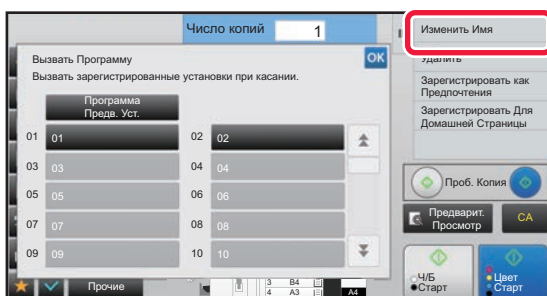 Число копий 1
Изменить Имя
Вызвать Программу
OK
Удалить
Вызвать зарегистрированные установки при касании.
Зарегистрировать как
Предпочтения
Программа
Предв. Уст.
Зарегистрировать Для
Домашней Страницы
01 01
02 02
03 03
04 04
05 05
06 06
07 07
08 08
09 09
10 10
Проб. Копия
Предварит.
Просмотр
CA
Прочие
3 B4
4 A3
A4
Ч/Б
Старт
Цвет
Старт